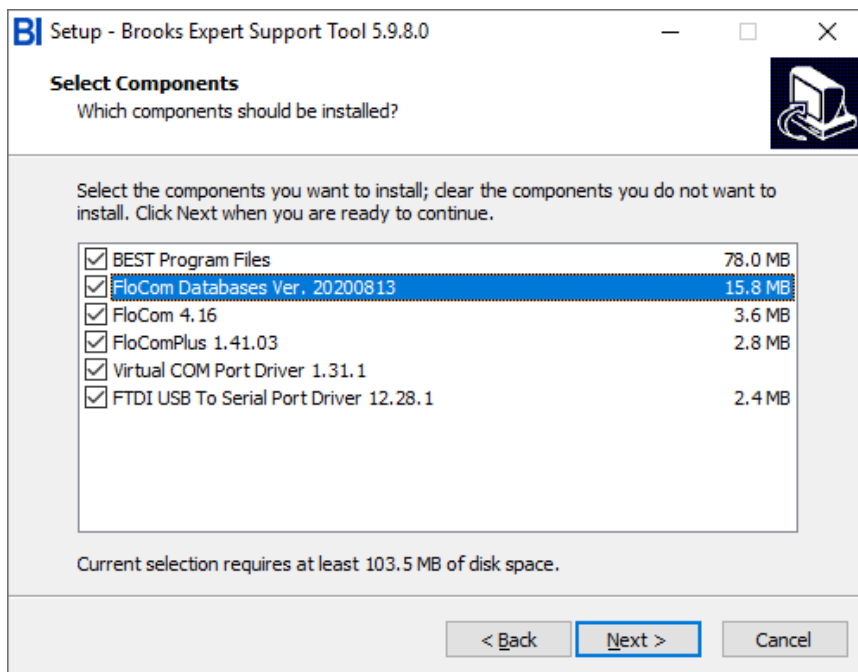 BI Setup - Brooks Expert Support Tool 5.9.8.0
Select Components
Which components should be installed?
Select the components you want to install; clear the components you do not want to
install. Click Next when you are ready to continue.
BEST Program Files 78.0 MB
FloCom Databases Ver. 20200813 15.8 MB
FloCom 4.16 3.6 MB
FloComPlus 1.41.03 2.8 MB
Virtual COM Port Driver 1.31.1
FTDI USB To Serial Port Driver 12.28.1 2.4 MB
Current selection requires at least 103.5 MB of disk space.
< Back Next > Cancel